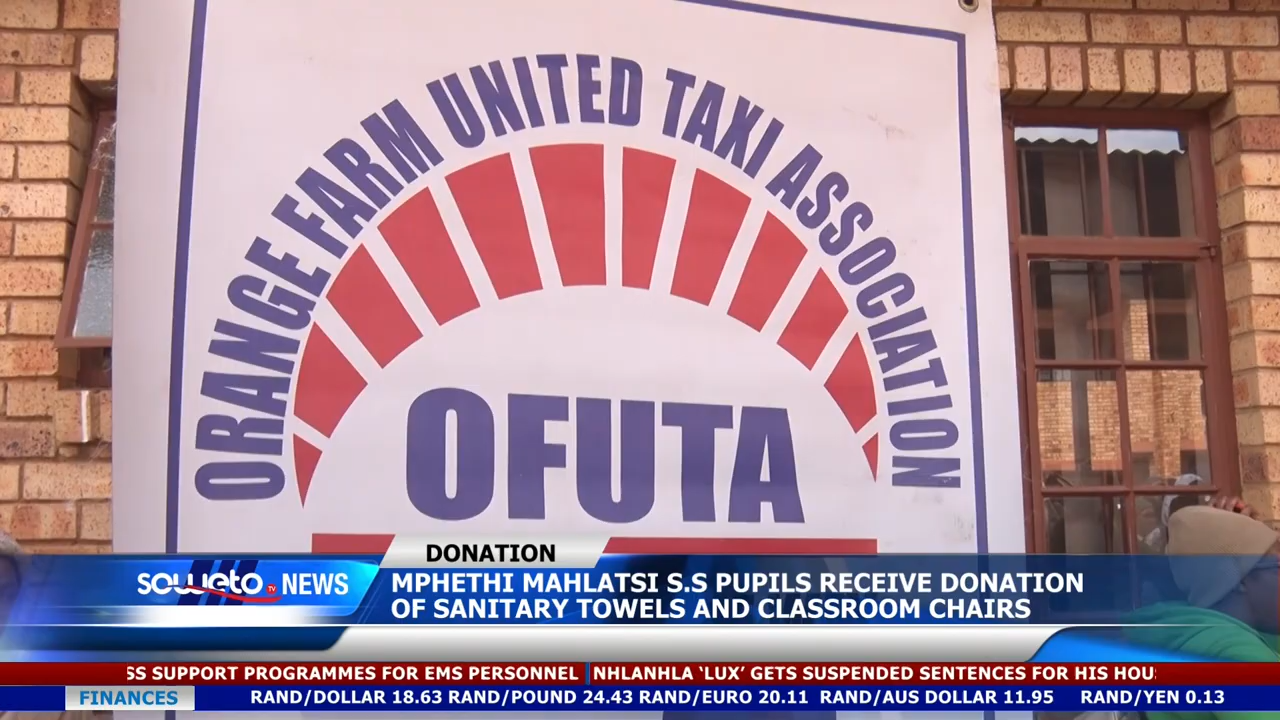 ORANGE FARM UNITED TAXI ASSOCIATION
OFUTA
DONATION
SOWETO TV NEWS
MPHETHI MAHLATSI S.S PUPILS RECEIVE DONATION
OF SANITARY TOWELS AND CLASSROOM CHAIRS
SS SUPPORT PROGRAMMES FOR EMS PERSONNEL NHLANHLA ‘LUX’ GETS SUSPENDED SENTENCES FOR HIS HOU
FINANCES RAND/DOLLAR 18.63 RAND/POUND 24.43 RAND/EURO 20.11 RAND/AUS DOLLAR 11.95 RAND/YEN 0.13